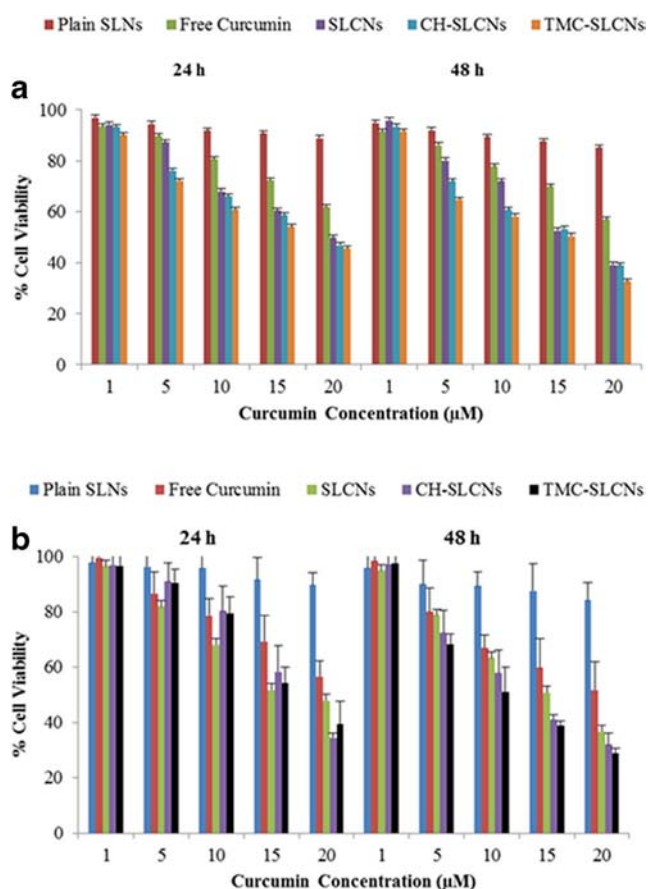 Plain SLNs Free Curcumin SLCNs CH-SLCNs TMC-SLCNs
24 h 48 h
a
100
80
60
40
20
0
% Cell Viability
1 5 10 15 20 1 5 10 15 20
Curcumin Concentration (µM)
Plain SLNs Free Curcumin SLCNs CH-SLCNs TMC-SLCNs
b
24 h 48 h
100
80
60
40
20
0
% Cell Viability
1 5 10 15 20 1 5 10 15 20
Curcumin Concentration (µM)